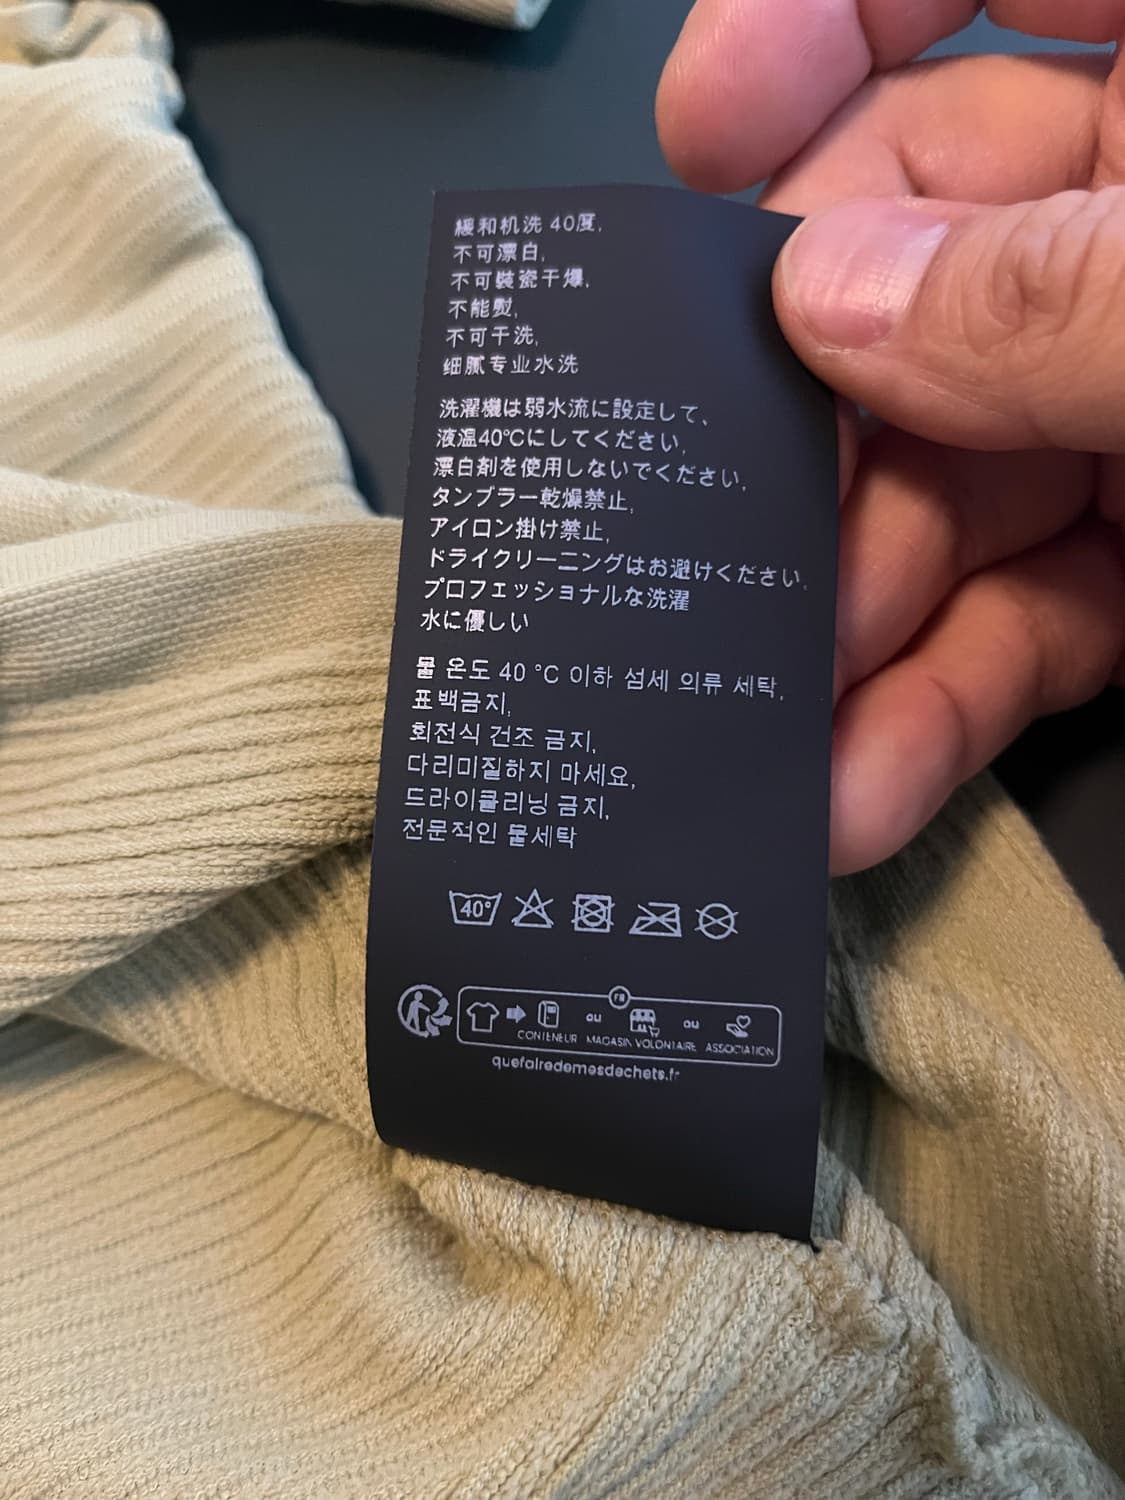 緩和机洗 40度,
不可漂白,
不可裝瓷干爆,
不能熨,
不可干洗,
细腻专业水洗
洗濯機は弱水流に設定して,
液温40℃にしてください,
漂白剤を使用しないでください,
タンブラー乾燥禁止,
アイロン掛け禁止,
ドライクリーニングはお避けください,
プロフェッショナルな洗濯
水に優しい
물 온도 40 °C 이하 섬세 의류 세탁,
표백금지,
회전식 건조 금지,
다리미질하지 마세요,
드라이클리닝 금지,
전문적인 물세탁
40°
FR
ou ou
CONTENEUR MAGASIN VOLONTAIRE ASSOCIATION
quefairedemesdechets.fr